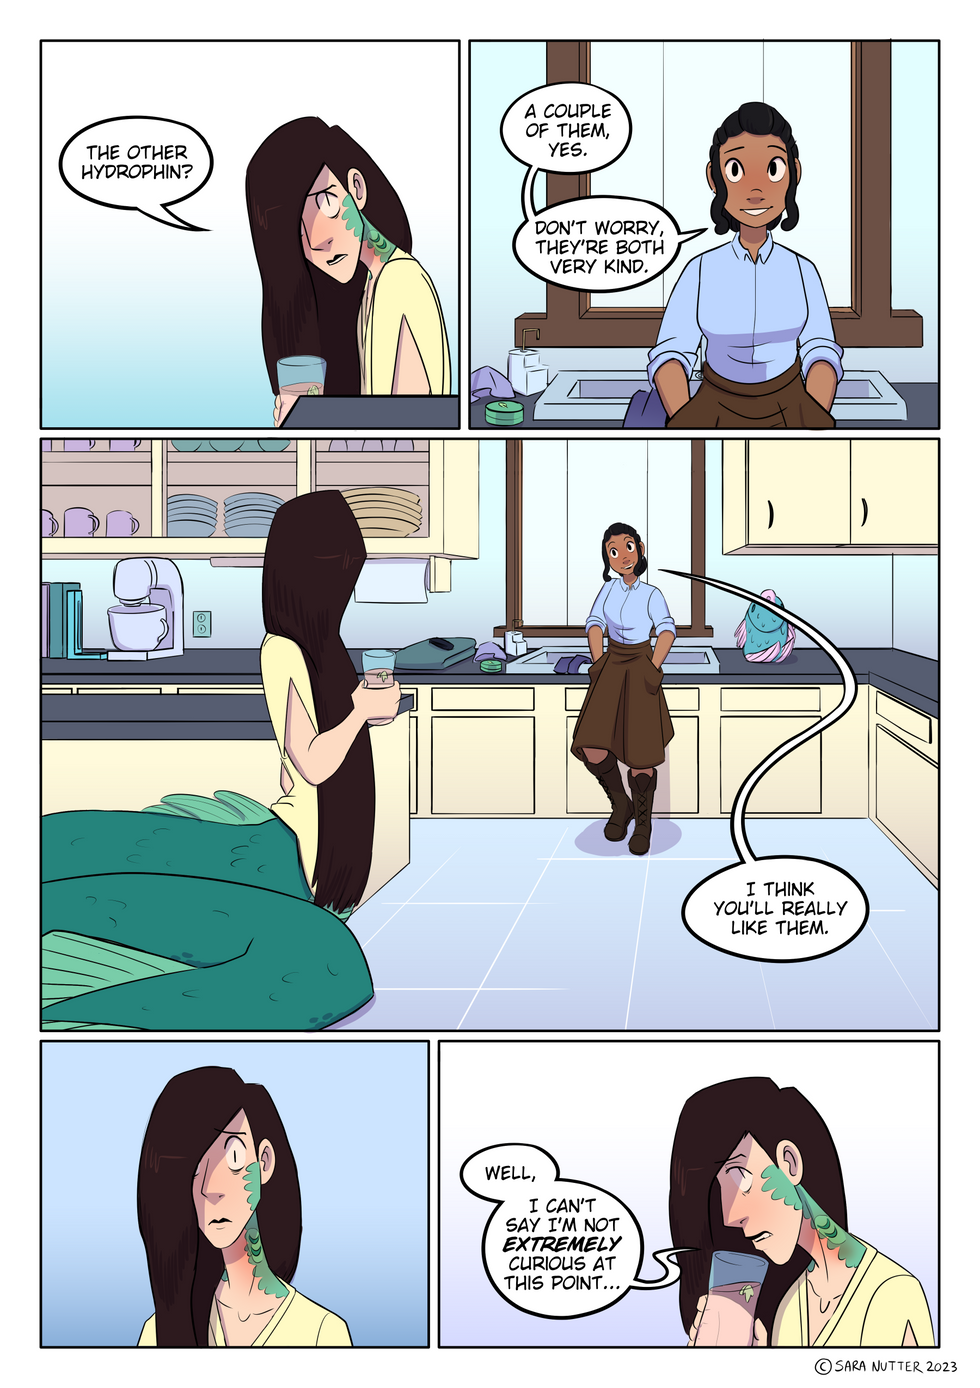 THE OTHER
HYDROPHIN?
A COUPLE
OF THEM,
YES.
DON'T WORRY,
THEY'RE BOTH
VERY KIND.
I THINK
YOU'LL REALLY
LIKE THEM.
WELL,
I CAN'T
SAY I'M NOT
EXTREMELY
CURIOUS AT
THIS POINT...
© SARA NUTTER 2023